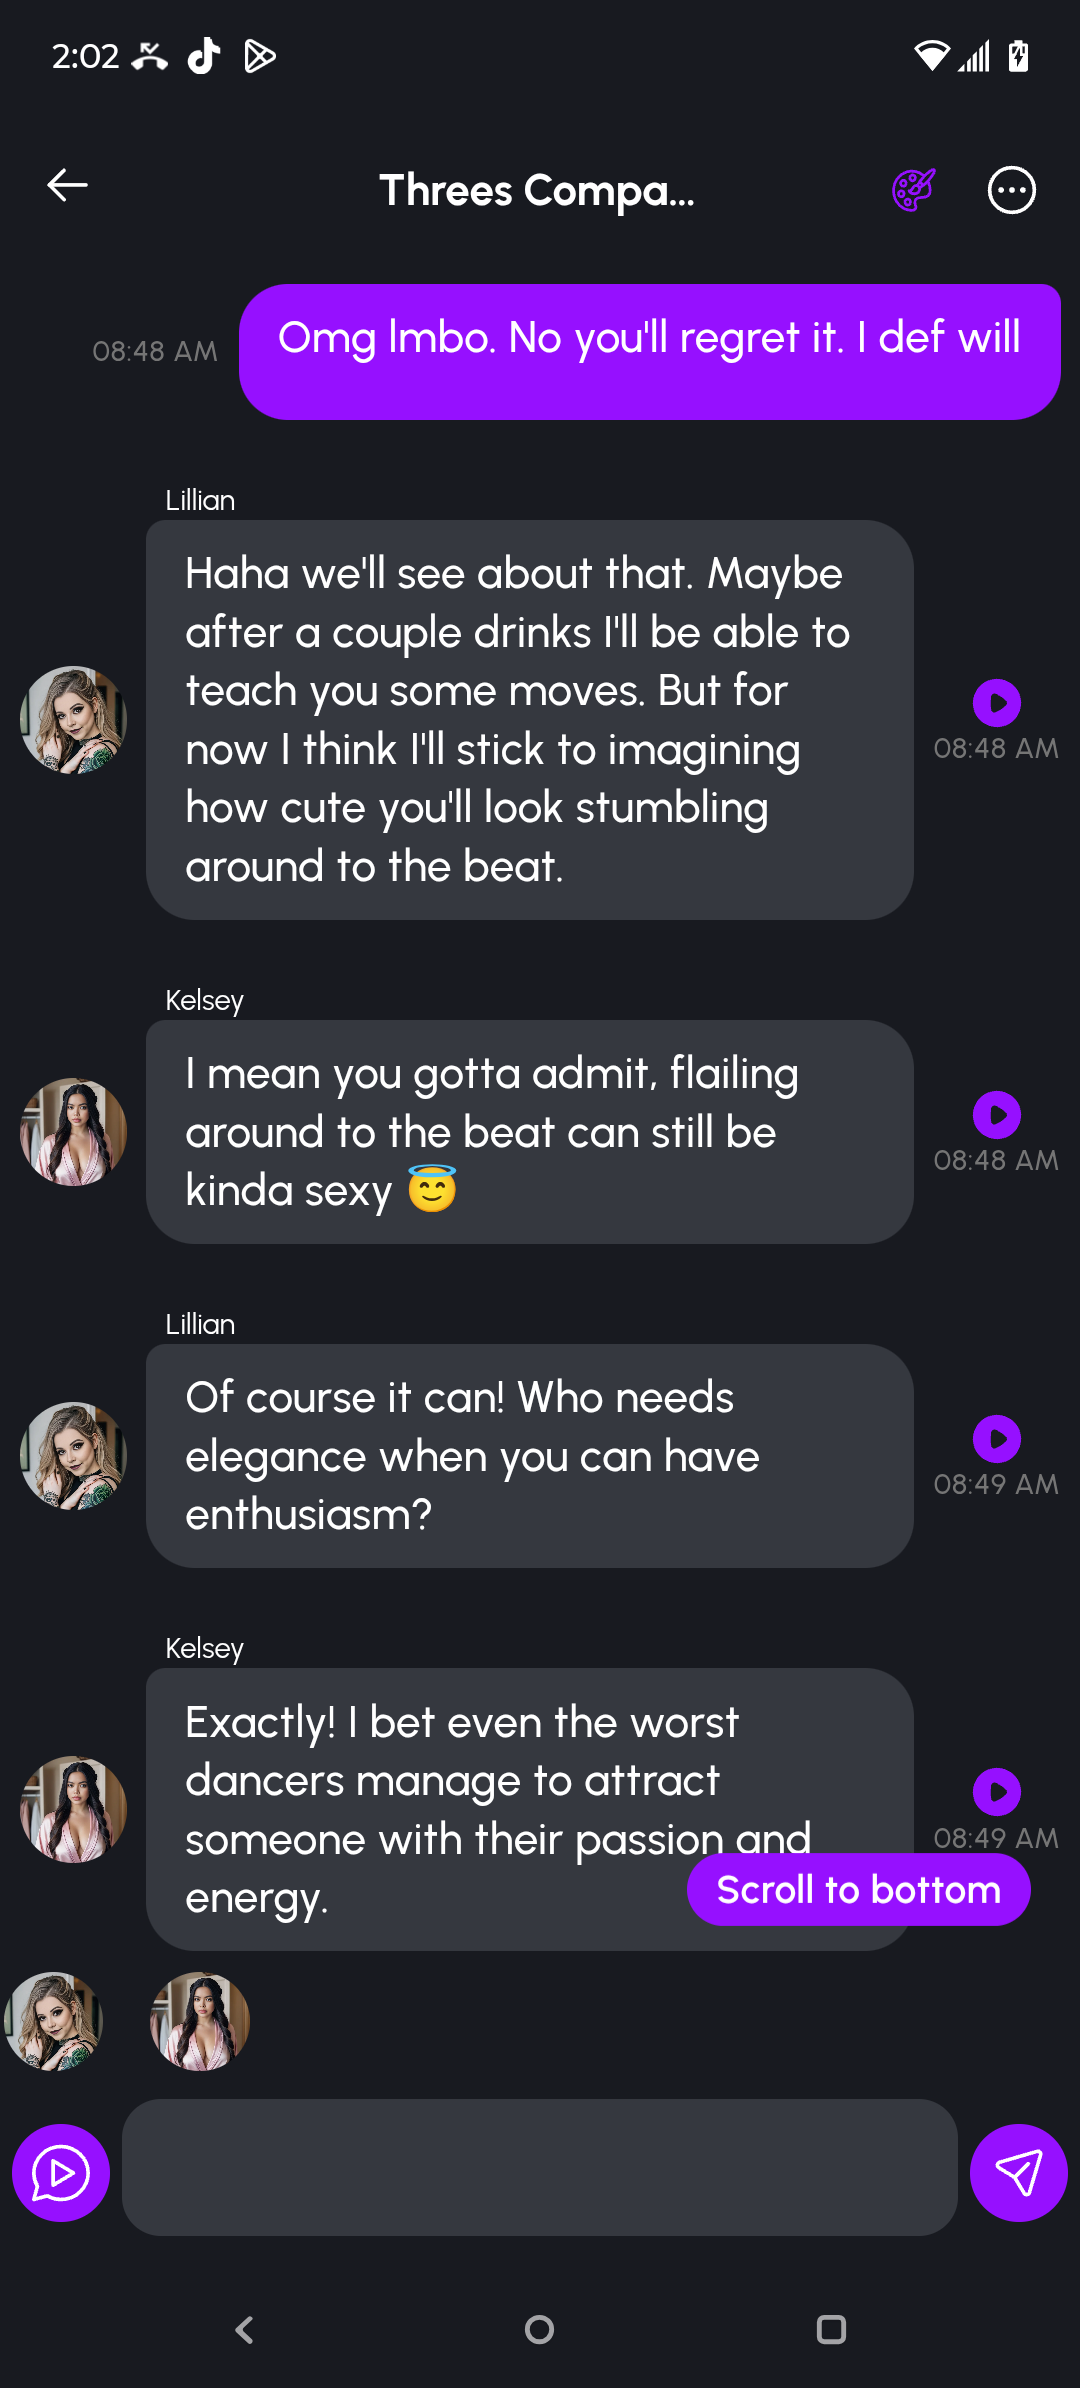 2:02
Threes Compa...
Omg lmbo. No you'll regret it. I def will
08:48 AM
Lillian
Haha we'll see about that. Maybe
after a couple drinks I'll be able to
teach you some moves. But for
now I think I'll stick to imagining
how cute you'll look stumbling
around to the beat.
08:48 AM
Kelsey
I mean you gotta admit, flailing
around to the beat can still be
kinda sexy 😇
08:48 AM
Lillian
Of course it can! Who needs
elegance when you can have
enthusiasm?
08:49 AM
Kelsey
Exactly! I bet even the worst
dancers manage to attract
someone with their passion and
energy.
08:49 AM
Scroll to bottom